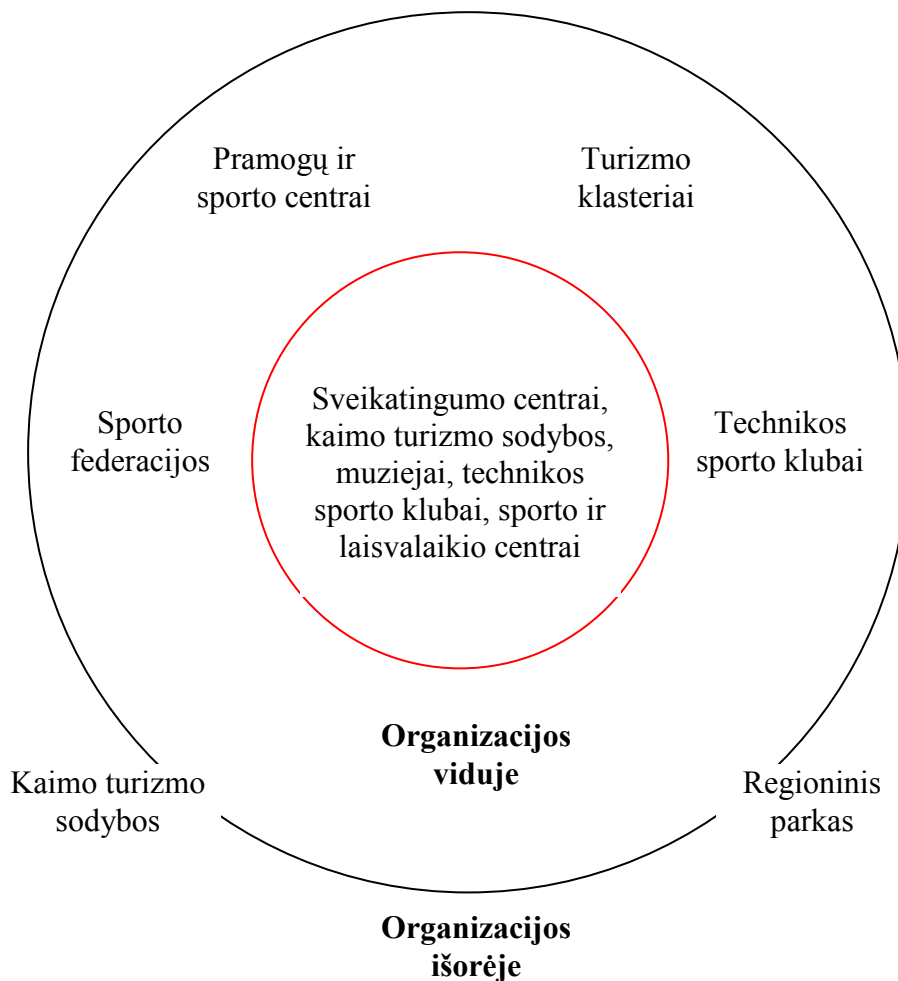 Pramogų ir
sporto centrai
Turizmo
klasteriai
Sporto
federacijos
Sveikatingumo centrai,
kaimo turizmo sodybos,
muziejai, technikos
sporto klubai, sporto ir
laisvalaikio centrai
Technikos
sporto klubai
Organizacijos
viduje
Kaimo turizmo
sodybos
Regioninis
parkas
Organizacijos
išorėje